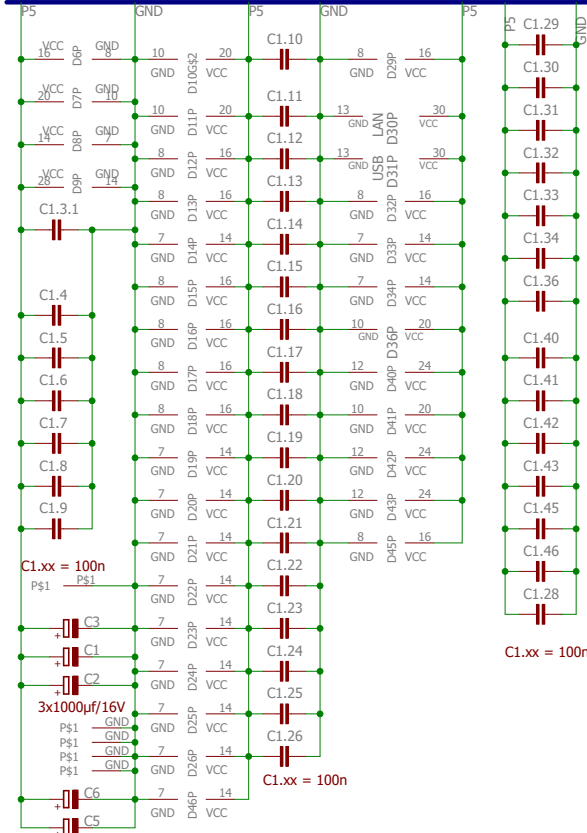 P5 GND P5 GND P5 P5 GND
16 VCC D6P GND 8
20 VCC D7P GND 10
14 VCC D8P GND 7
28 VCC D9P GND 14
C1.3.1
C1.4
C1.5
C1.6
C1.7
C1.8
C1.9
C1.xx = 100n
P$1 P$1
C3
+
C1
+
C2
+
3x1000µf/16V
P$1 GND
P$1 GND
P$1 GND
P$1 GND
C6
+
C5
+
10 GND D10G$2 20 VCC
10 GND D11P 20 VCC
8 GND D12P 16 VCC
8 GND D13P 16 VCC
7 GND D14P 14 VCC
8 GND D15P 16 VCC
8 GND D16P 16 VCC
8 GND D17P 16 VCC
8 GND D18P 16 VCC
7 GND D19P 14 VCC
7 GND D20P 14 VCC
7 GND D21P 14 VCC
7 GND D22P 14 VCC
7 GND D23P 14 VCC
7 GND D24P 14 VCC
7 GND D25P 14 VCC
7 GND D26P 14 VCC
7 GND D46P 14 VCC
C1.10
C1.11
C1.12
C1.13
C1.14
C1.15
C1.16
C1.17
C1.18
C1.19
C1.20
C1.21
C1.22
C1.23
C1.24
C1.25
C1.26
C1.xx = 100n
8 GND D29P 16 VCC
13 GND LAN D30P 30 VCC
13 GND USB D31P 30 VCC
8 GND D32P 16 VCC
7 GND D33P 14 VCC
7 GND D34P 14 VCC
10 GND D36P 20 VCC
12 GND D40P 24 VCC
10 GND D41P 20 VCC
12 GND D42P 24 VCC
12 GND D43P 24 VCC
8 GND D45P 16 VCC
C1.29
C1.30
C1.31
C1.32
C1.33
C1.34
C1.36
C1.40
C1.41
C1.42
C1.43
C1.45
C1.46
C1.28
C1.xx = 100n